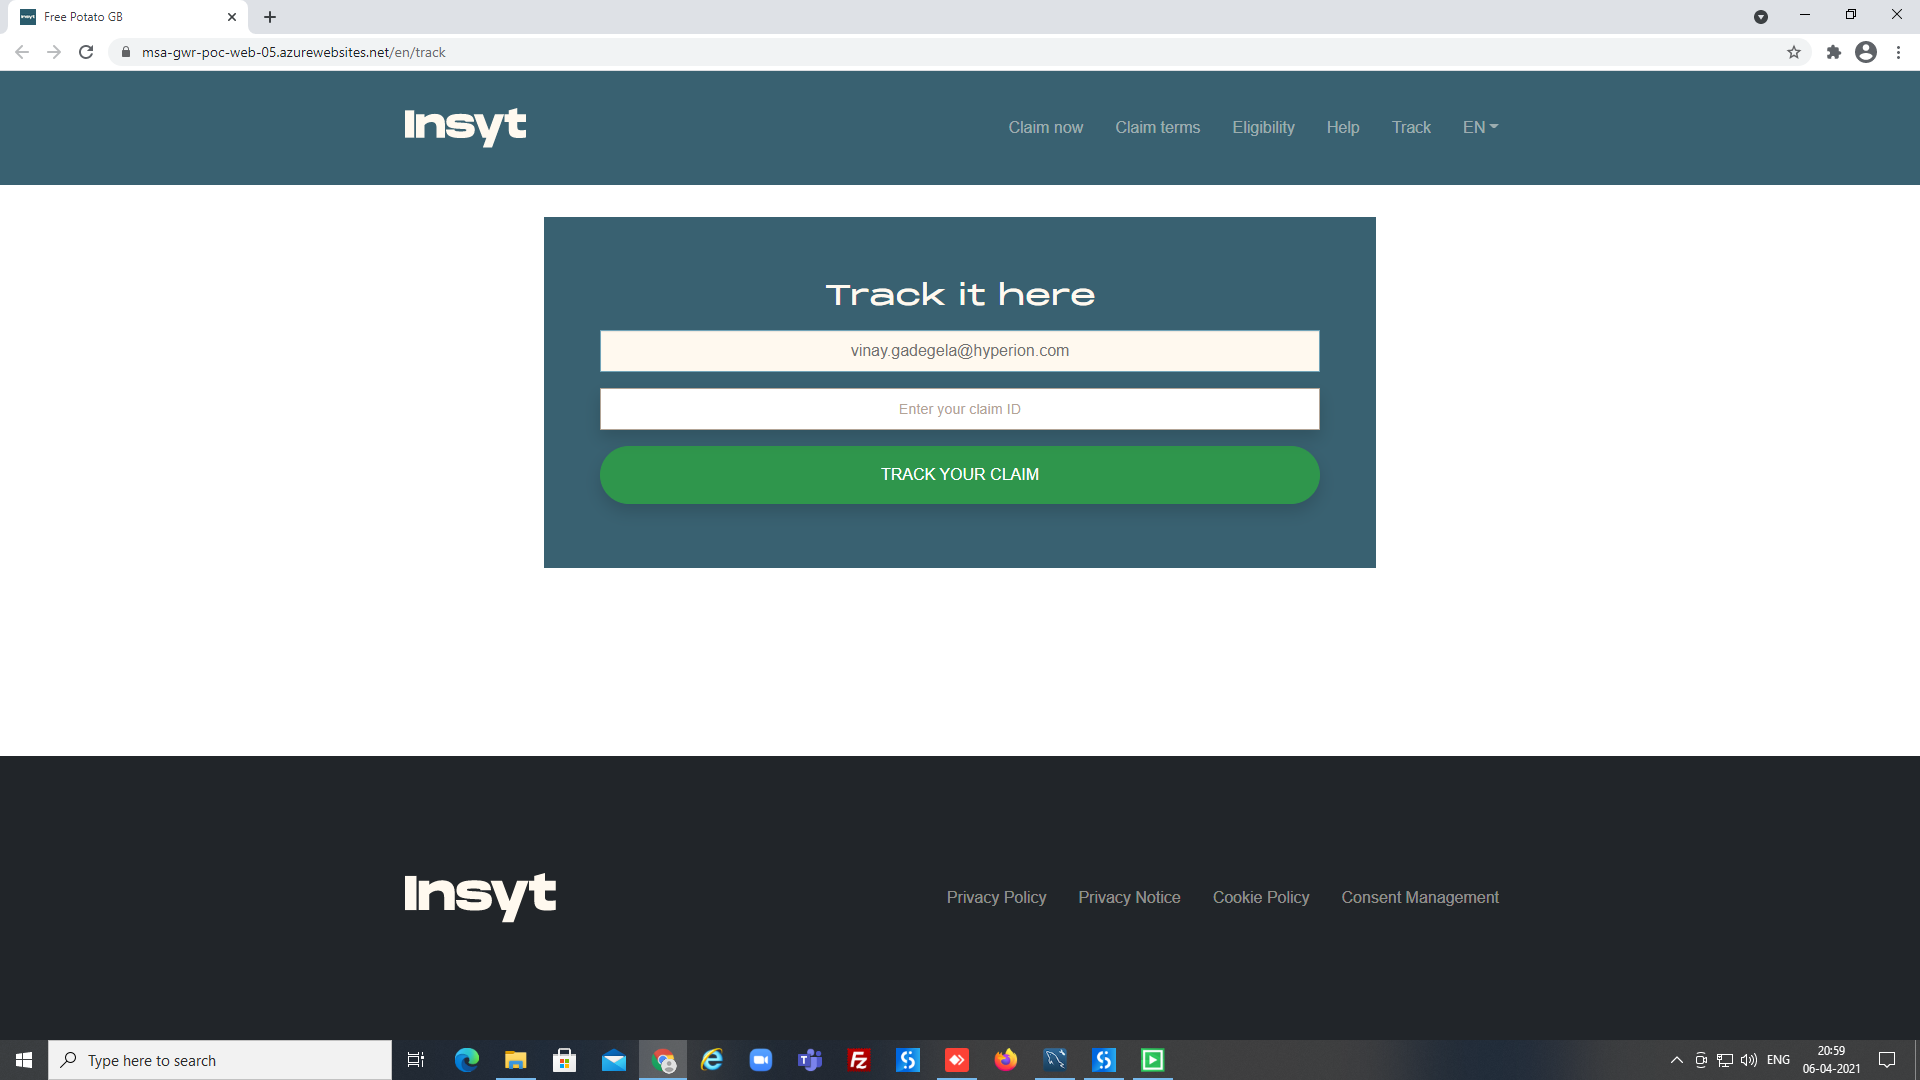 Free Potato GB
msa-gwr-poc-web-05.azurewebsites.net/en/track
Insyt
Claim now Claim terms Eligibility Help Track EN
Track it here
vinay.gadegela@hyperion.com
Enter your claim ID
TRACK YOUR CLAIM
Insyt
Privacy Policy Privacy Notice Cookie Policy Consent Management
Type here to search
ENG
20:59
06-04-2021